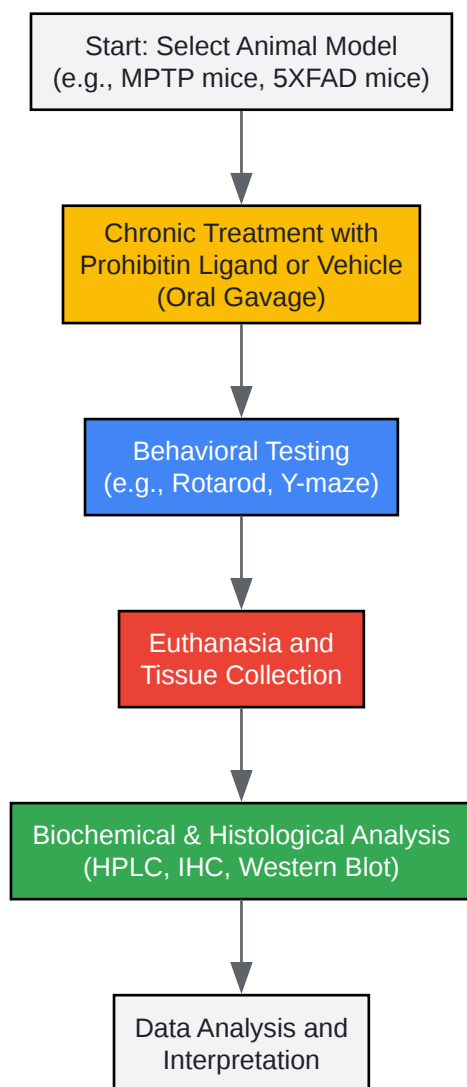 Start: Select Animal Model
(e.g., MPTP mice, 5XFAD mice)
Chronic Treatment with
Prohibitin Ligand or Vehicle
(Oral Gavage)
Behavioral Testing
(e.g., Rotarod, Y-maze)
Euthanasia and
Tissue Collection
Biochemical & Histological Analysis
(HPLC, IHC, Western Blot)
Data Analysis and
Interpretation